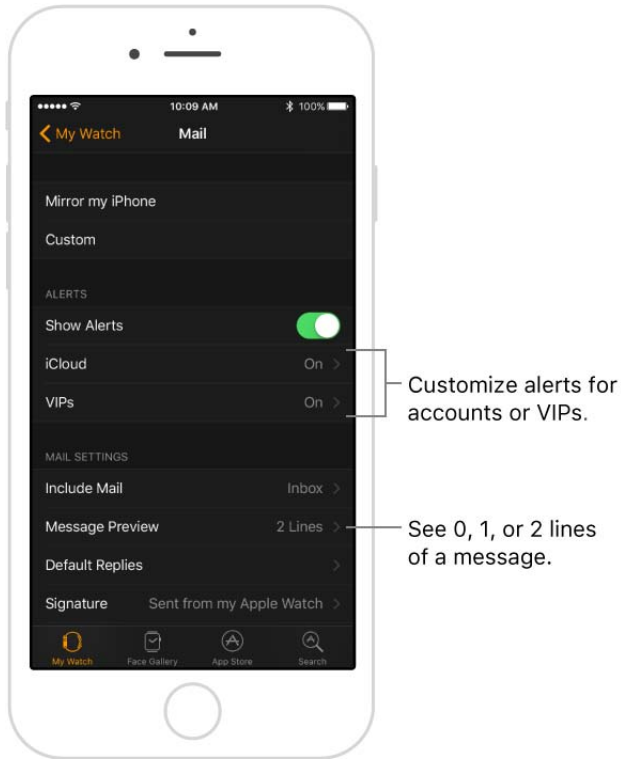 10:09 AM 100%
My Watch Mail
Mirror my iPhone
Custom
ALERTS
Show Alerts
iCloud On
VIPs On
Customize alerts for
accounts or VIPs.
MAIL SETTINGS
Include Mail Inbox
Message Preview 2 Lines
See 0, 1, or 2 lines
of a message.
Default Replies
Signature Sent from my Apple Watch
My Watch Face Gallery App Store Search